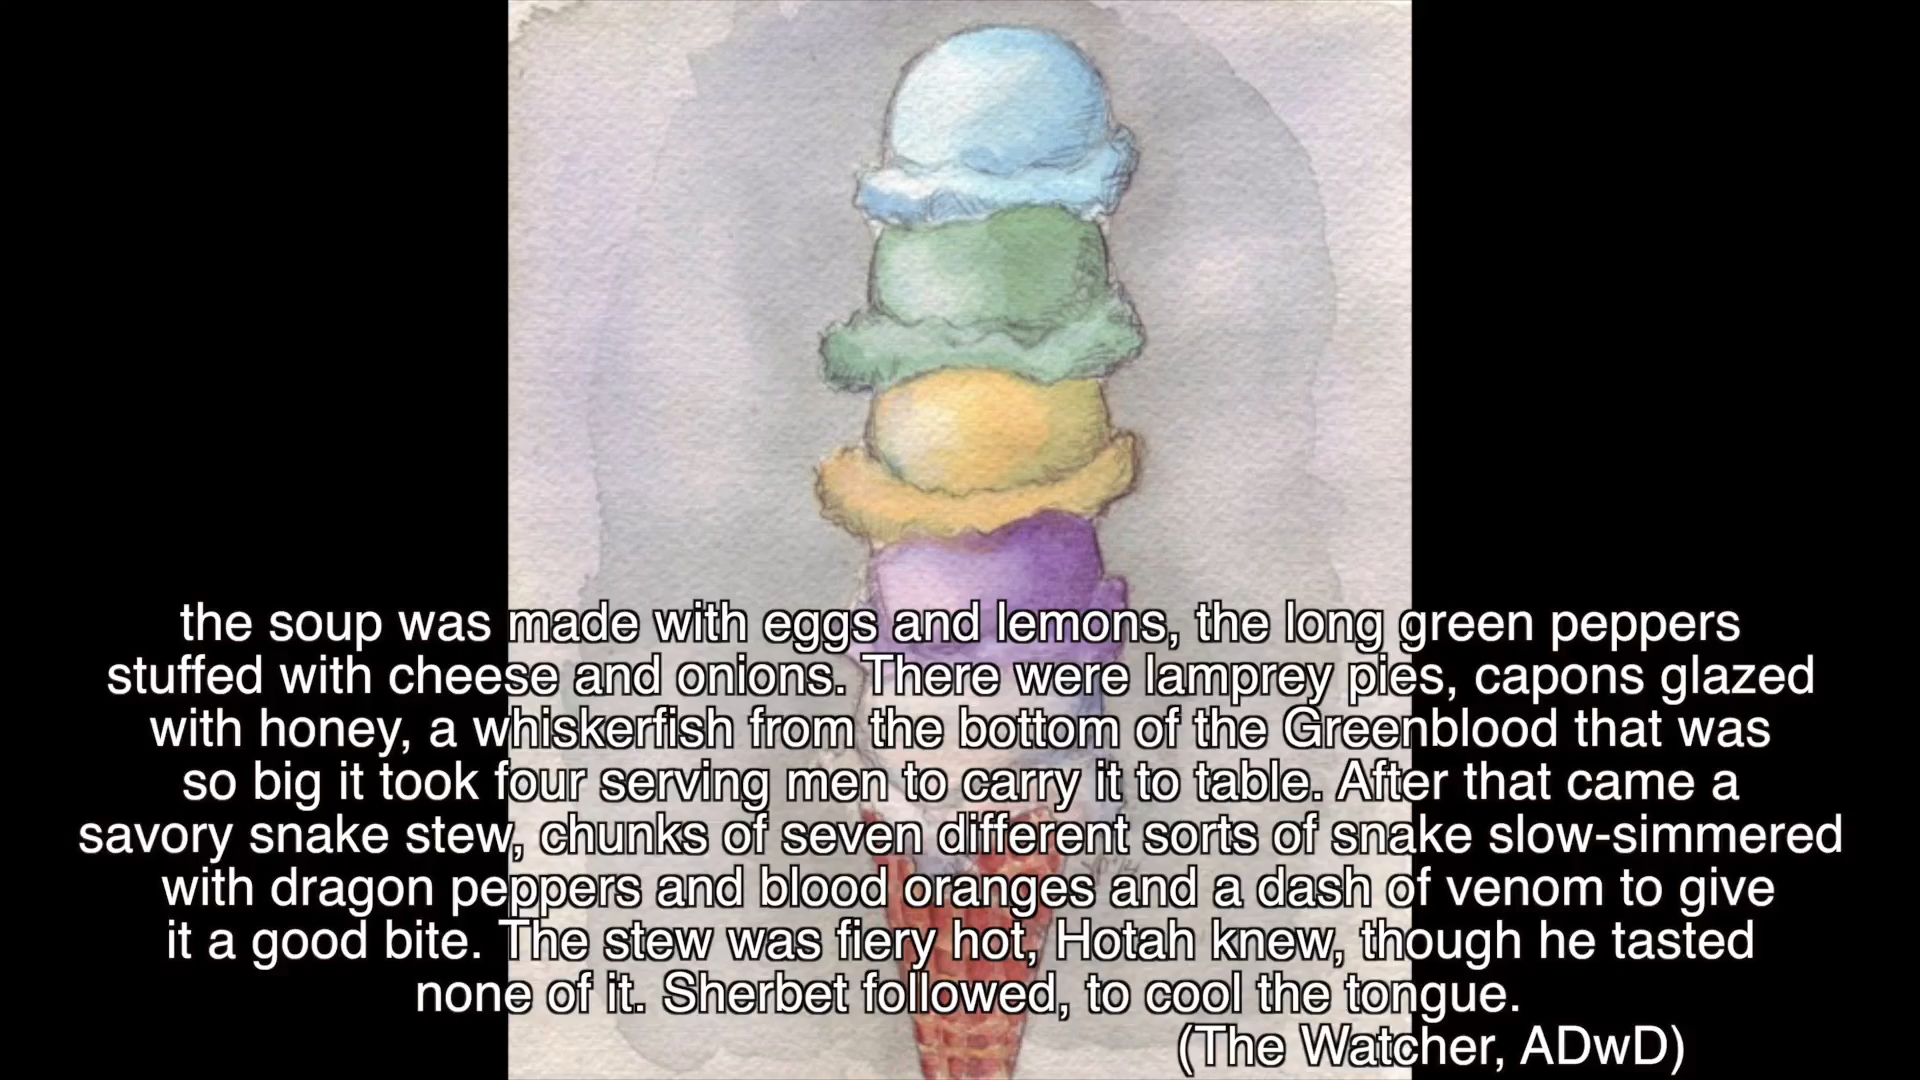 the soup was made with eggs and lemons, the long green peppers
stuffed with cheese and onions. There were lamprey pies, capons glazed
with honey, a whiskerfish from the bottom of the Greenblood that was
so big it took four serving men to carry it to table. After that came a
savory snake stew, chunks of seven different sorts of snake slow-simmered
with dragon peppers and blood oranges and a dash of venom to give
it a good bite. The stew was fiery hot, Hotah knew, though he tasted
none of it. Sherbet followed, to cool the tongue.
(The Watcher, ADwD)